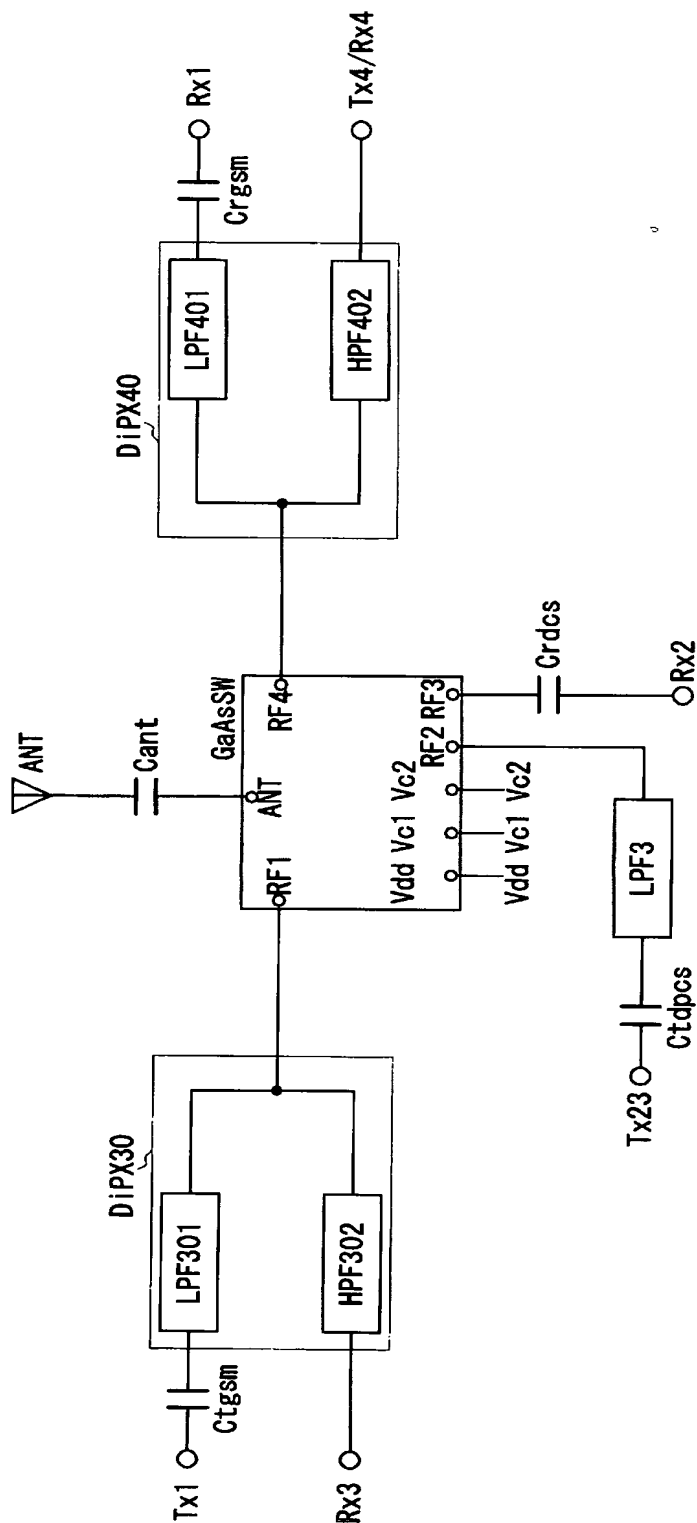 ANT
Cant
GaAsSW
ANT
RF1
RF4
RF2
RF3
Vdd Vc1 Vc2
Vdd Vc1 Vc2
DiPX30
LPF301
HPF302
Ctgsm
Tx1
Rx3
DiPX40
LPF401
HPF402
Crgsm
Rx1
Tx4/Rx4
Crdcs
Rx2
LPF3
Ctdpcs
Tx23